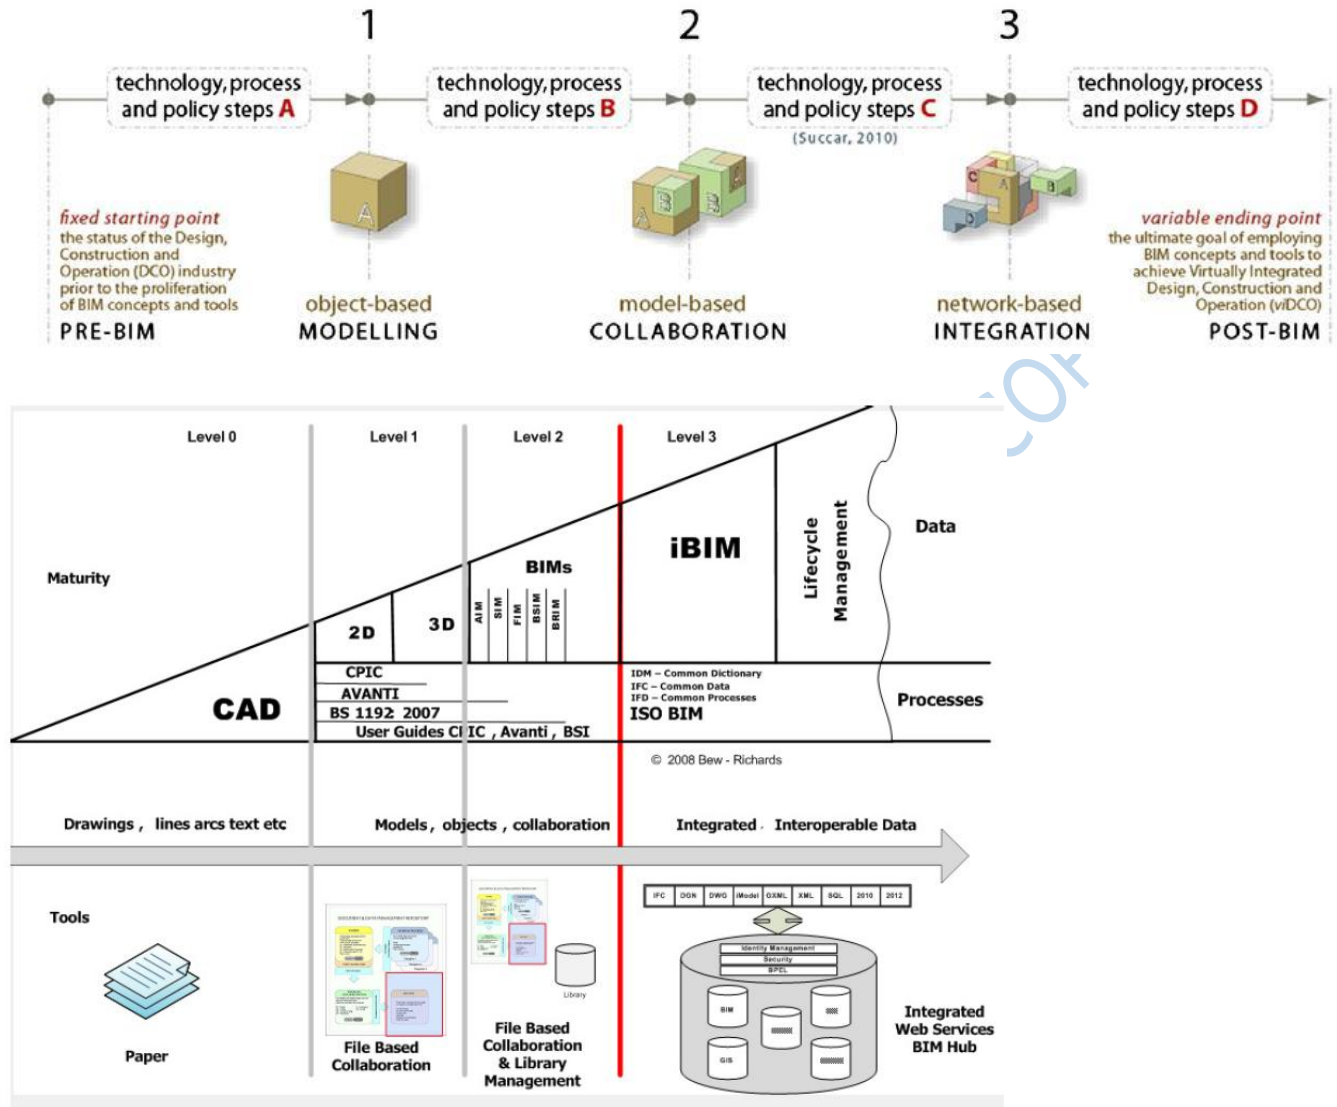 1
2
3
technology, process
and policy steps A
technology, process
and policy steps B
technology, process
and policy steps C
(Succar, 2010)
technology, process
and policy steps D
fixed starting point
the status of the Design,
Construction and
Operation (DCO) industry
prior to the proliferation
of BIM concepts and tools
PRE-BIM
A
object-based
MODELLING
A
B
B
A
model-based
COLLABORATION
C
A
B
D
network-based
INTEGRATION
variable ending point
the ultimate goal of employing
BIM concepts and tools to
achieve Virtually Integrated
Design, Construction and
Operation (viDCO)
POST-BIM
Level 0
Level 1
Level 2
Level 3
Maturity
CAD
2D
3D
BIMs
AIM
SIM
FIM
BSIM
BRIM
iBIM
Lifecycle
Management
Data
CPIC
AVANTI
BS 1192 2007
User Guides CPIC , Avanti , BSI
IDM – Common Dictionary
IFC – Common Data
IFD – Common Processes
ISO BIM
Processes
© 2008 Bew - Richards
Drawings , lines arcs text etc
Models , objects , collaboration
Integrated , Interoperable Data
Tools
Paper
File Based
Collaboration
Library
File Based
Collaboration
& Library
Management
IFC DGN DWG iModel GXML XML SQL 2010 2012
Identity Management
Security
BPEL
BIM
GIS
Integrated
Web Services
BIM Hub